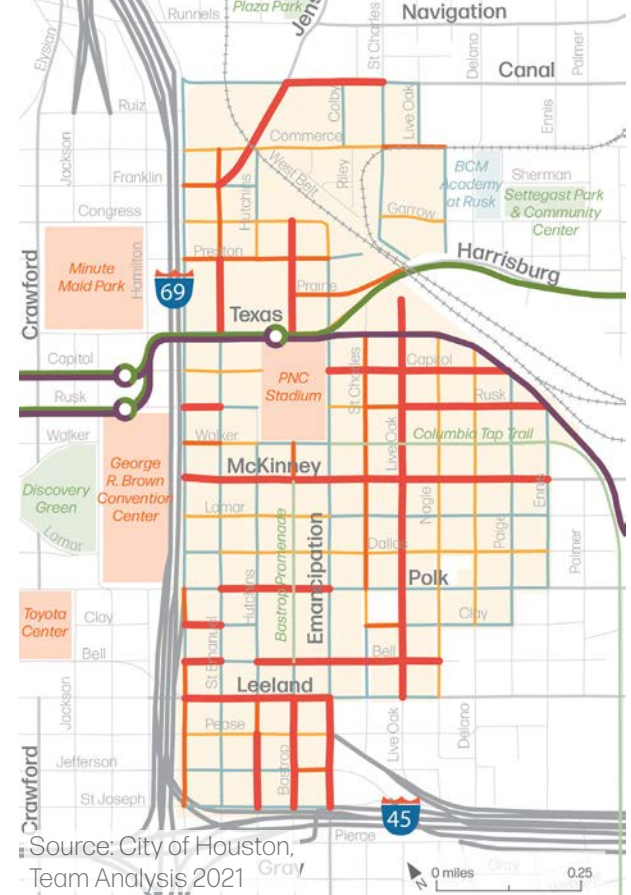 Plaza Park
Runnels
Navigation
Elysian
St Charles
Delano
Palmer
Canal
Ruiz
Colby
Live Oak
Ennis
Commerce
Jackson
West Belt
Riley
BCM
Academy
at Rusk
Sherman
Franklin
Hutchins
Settegast Park
& Community
Center
Congress
Garrow
Crawford
Minute
Maid Park
Hamilton
Preston
Harrisburg
69
Prairie
Texas
Capitol
PNC
Stadium
St Charles
Capitol
Rusk
Rusk
Walker
Walker
Live Oak
Columbia Tap Trail
George
R. Brown
Convention
Center
McKinney
Discovery
Green
Lamar
Lamar
Bastrop Promenade
Emancipation
Nagle
Paige
Ennis
Dallas
Palmer
Polk
Toyota
Center
Clay
Hutchins
Clay
Bell
St Emanuel
Bell
Leeland
Jackson
Pease
Live Oak
Delano
Crawford
Jefferson
Bastrop
St Joseph
45
Pierce
Source: City of Houston,
Team Analysis 2021
Gray
Gray
N
0 miles
0.25